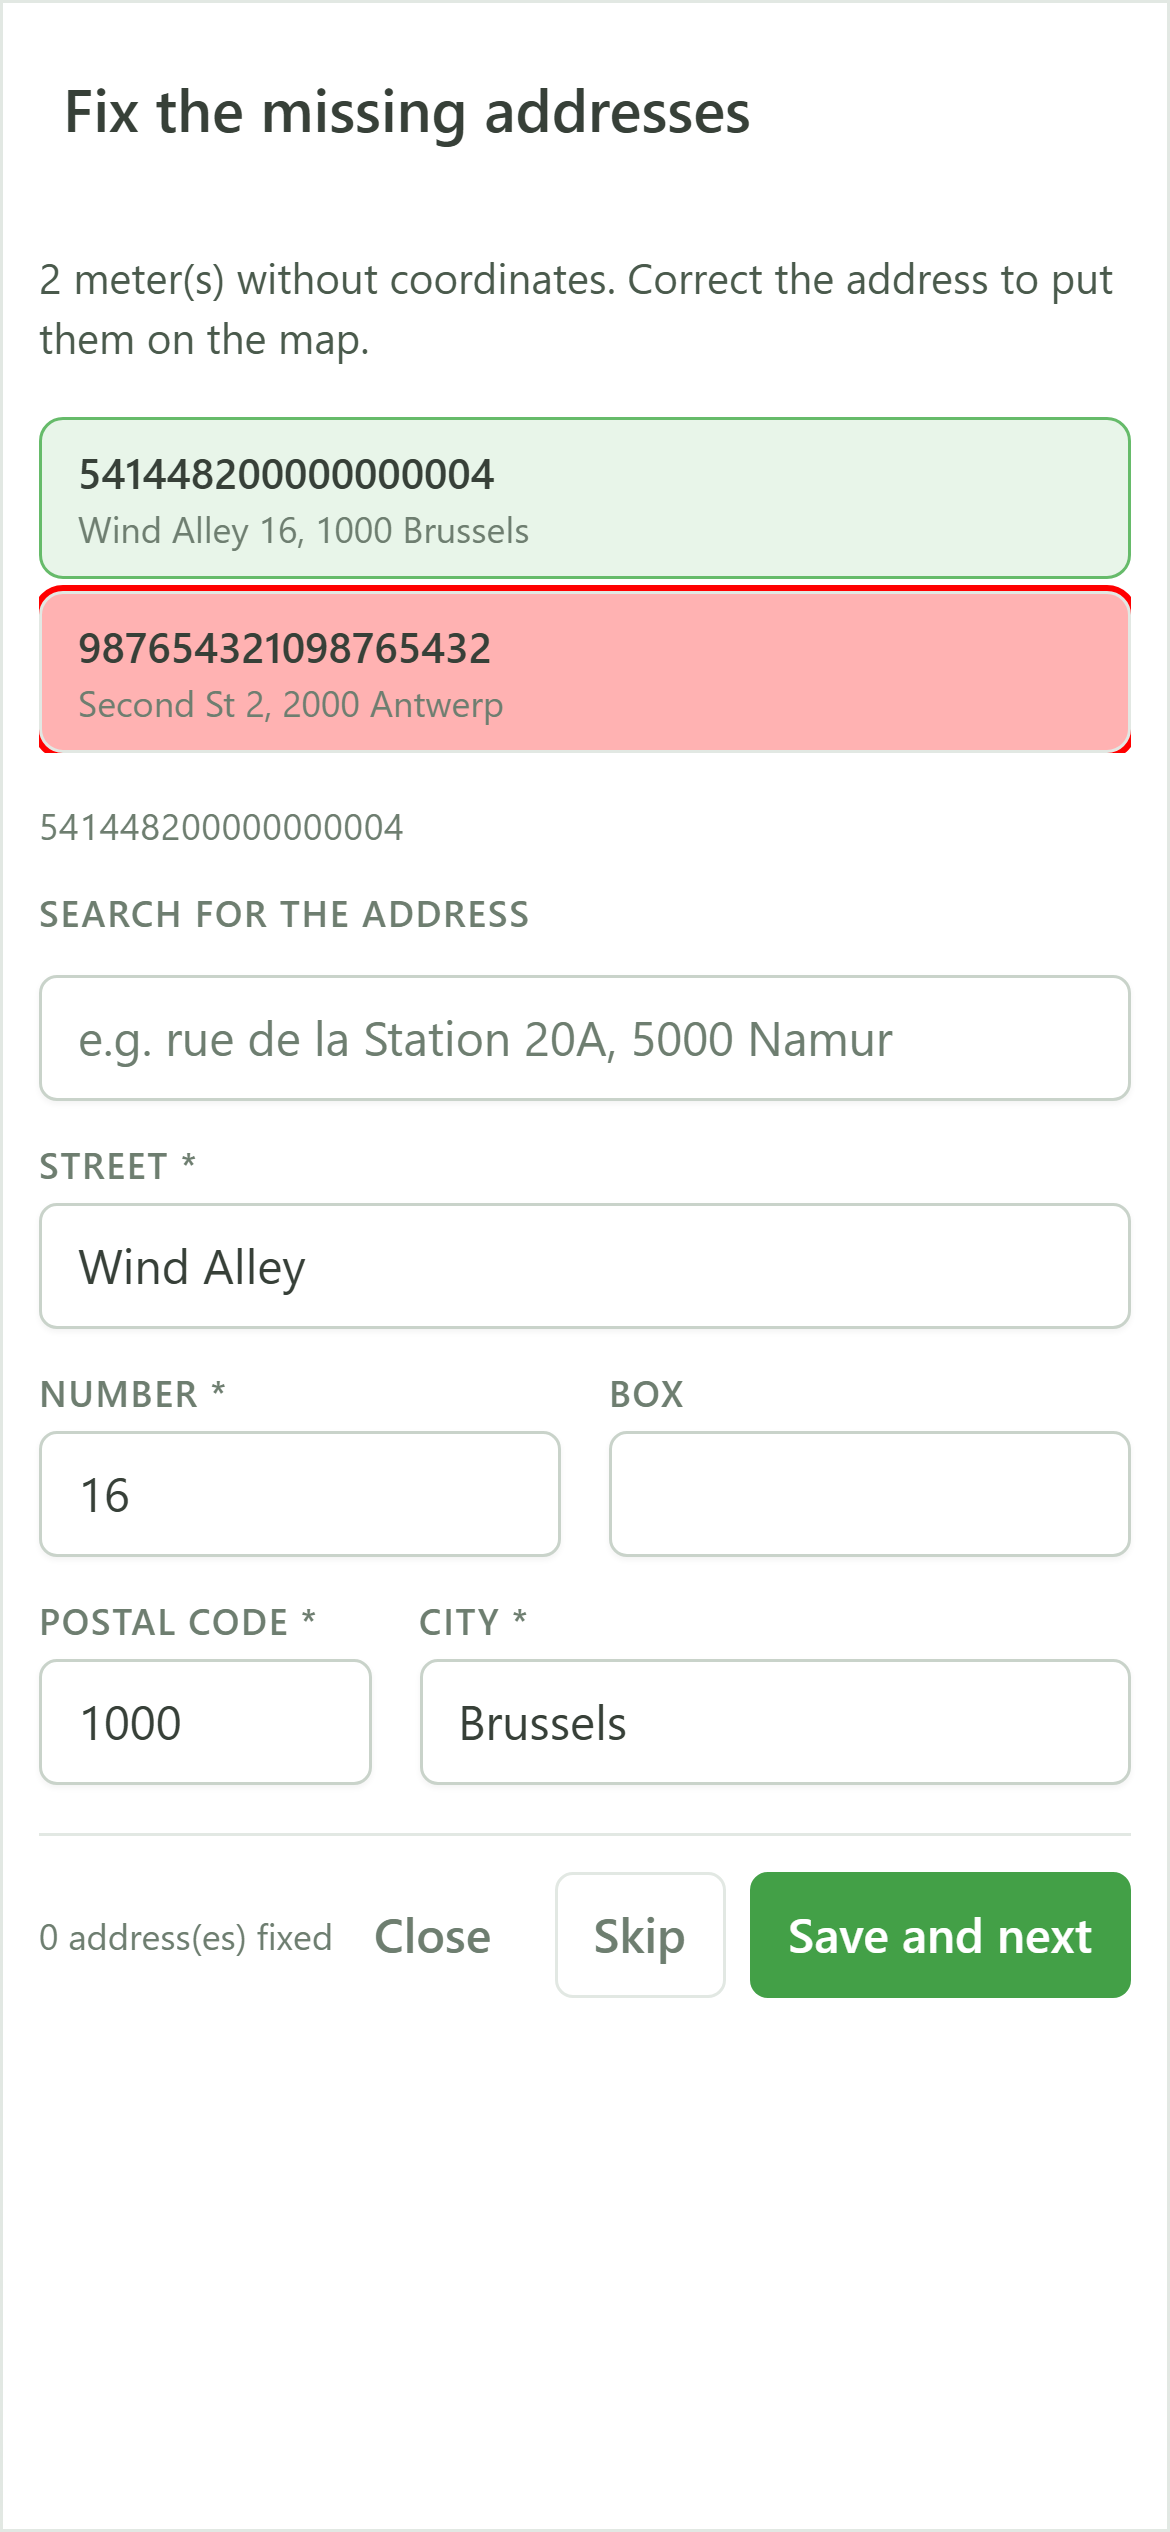 Fix the missing addresses
2 meter(s) without coordinates. Correct the address to put
them on the map.
541448200000000004
Wind Alley 16, 1000 Brussels
987654321098765432
Second St 2, 2000 Antwerp
541448200000000004
SEARCH FOR THE ADDRESS
e.g. rue de la Station 20A, 5000 Namur
STREET *
Wind Alley
NUMBER * BOX
16
POSTAL CODE * CITY *
1000 Brussels
0 address(es) fixed Close Skip Save and next